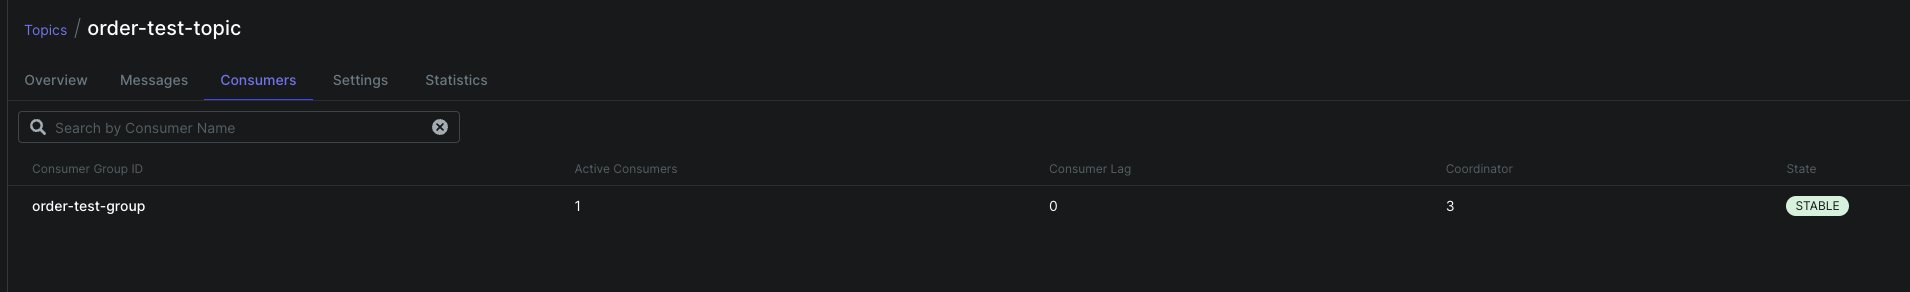 Topics / order-test-topic
Overview Messages Consumers Settings Statistics
Search by Consumer Name
Consumer Group ID Active Consumers Consumer Lag Coordinator State
order-test-group 1 0 3 STABLE